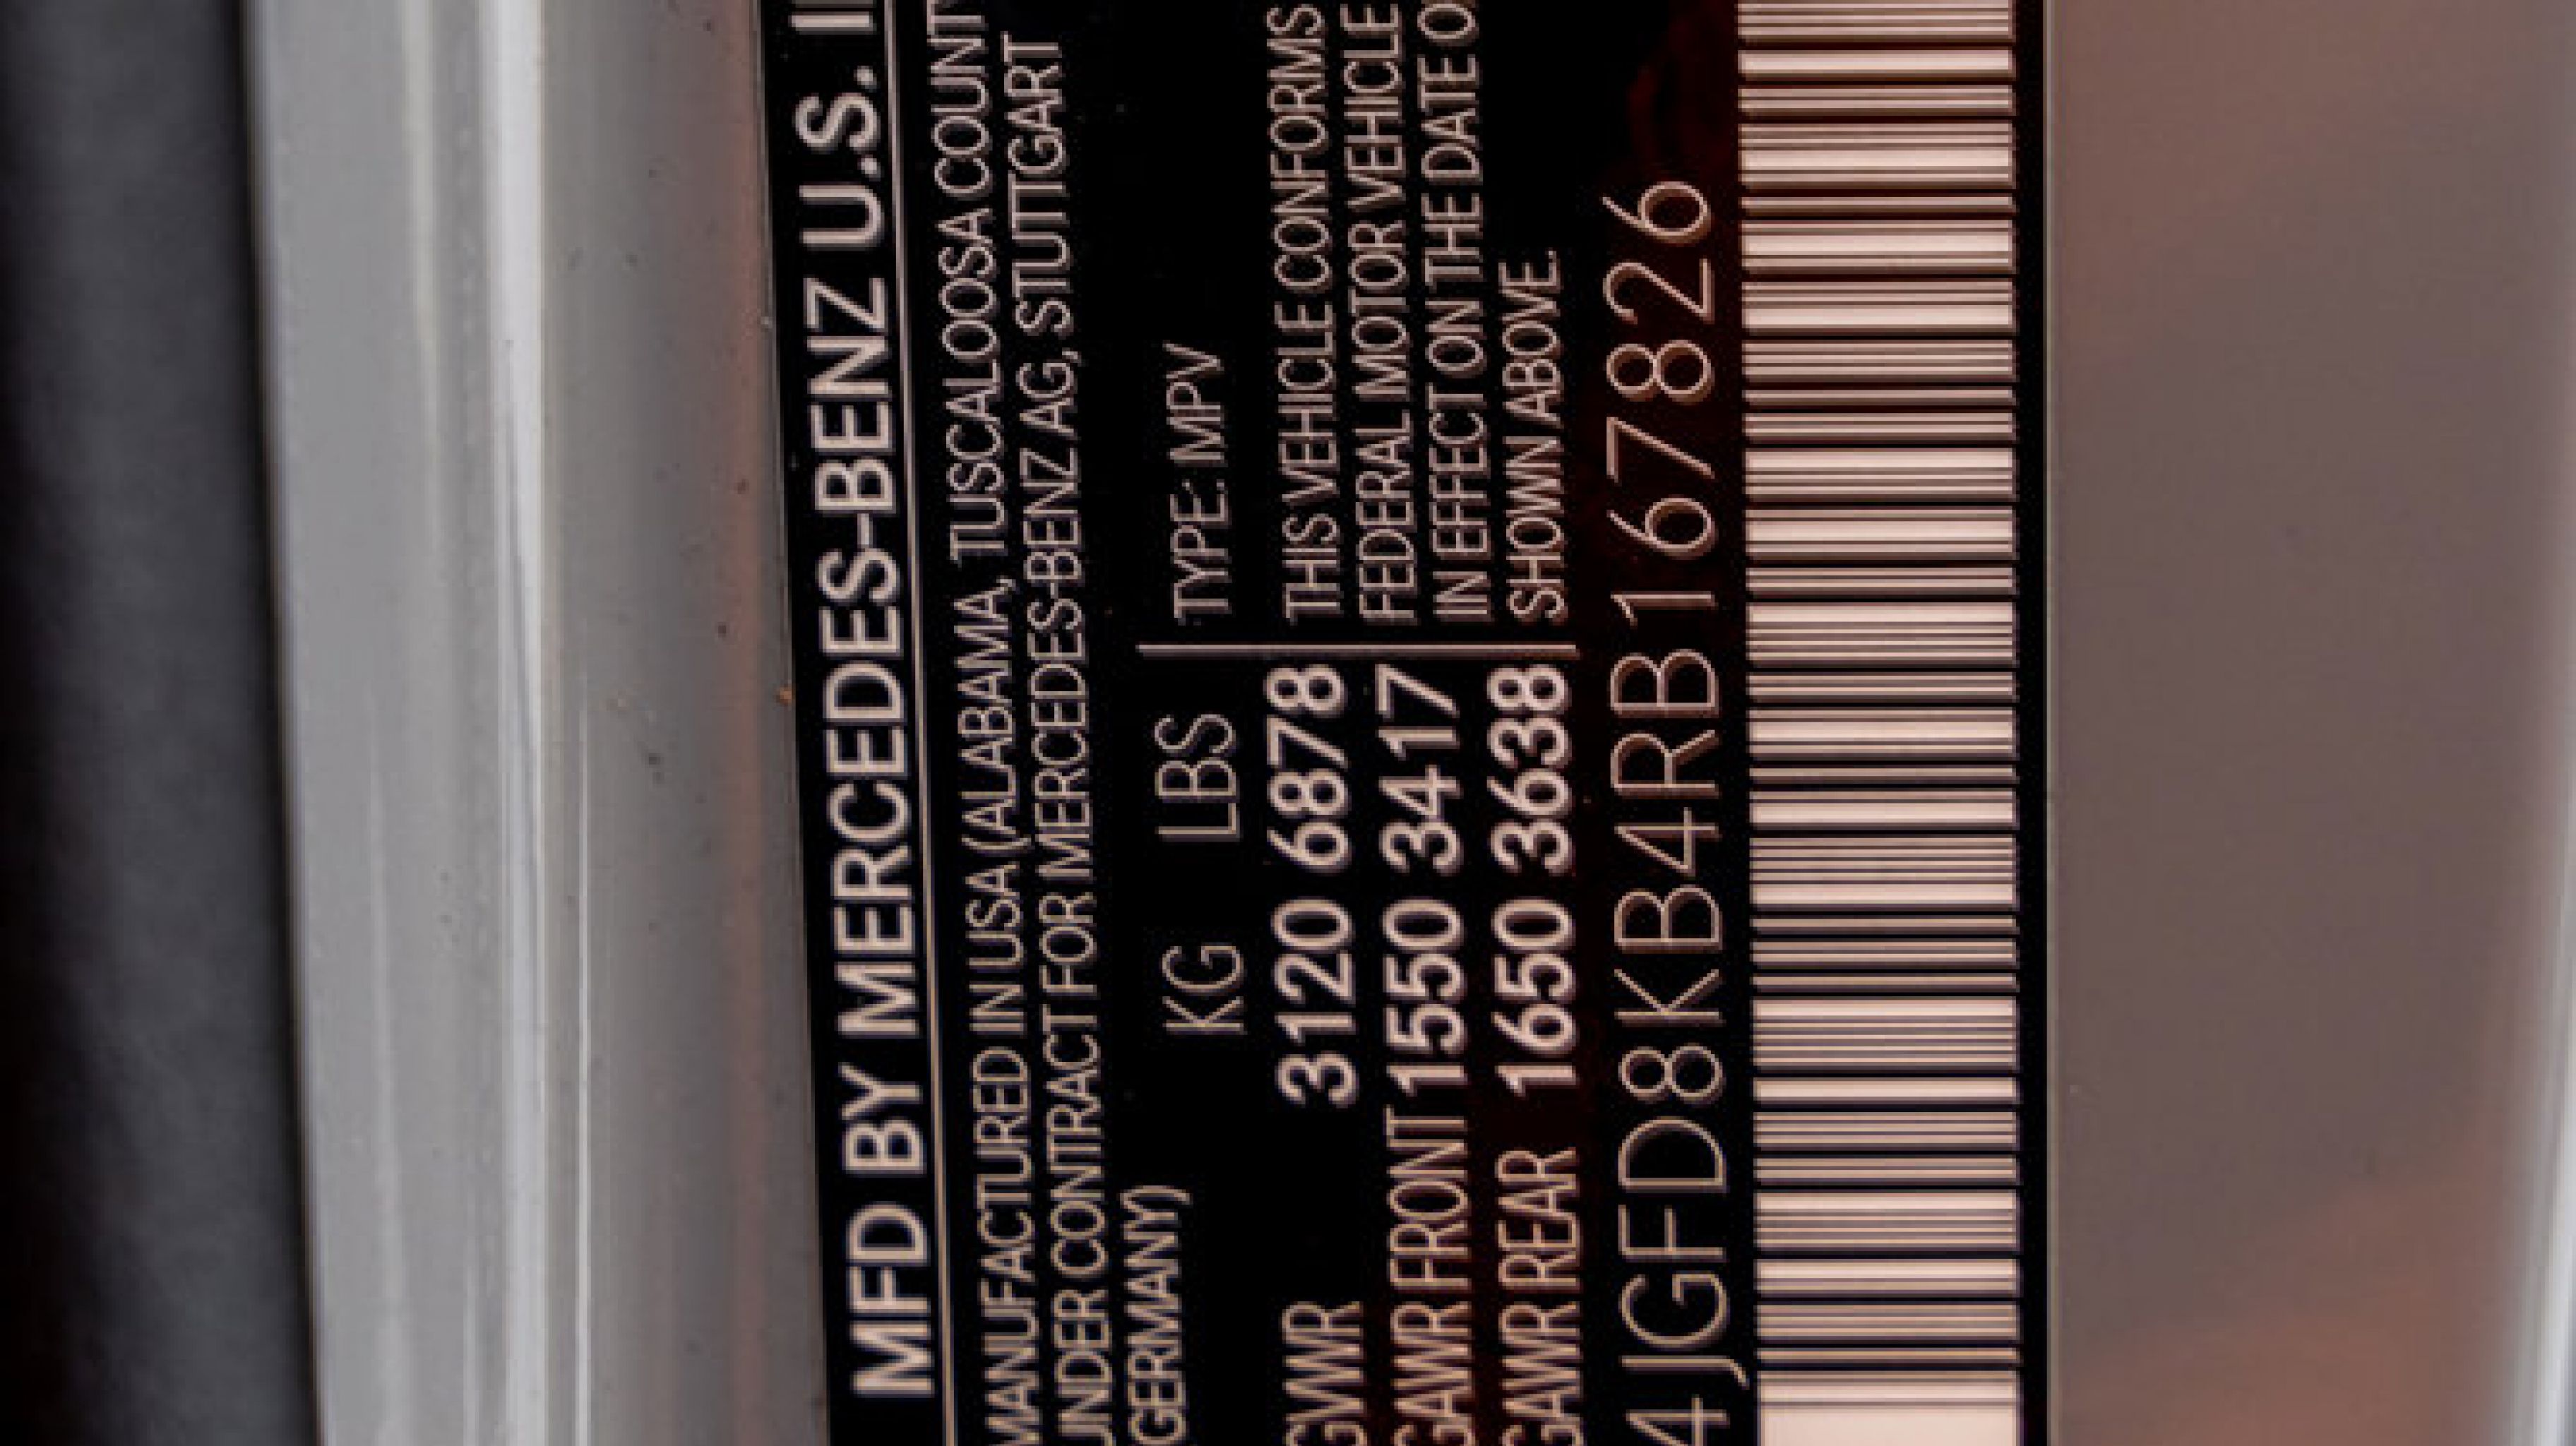 MFD BY MERCEDES-BENZ U.S.
MANUFACTURED IN USA (ALABAMA, TUSCALOOSA COUNTY
UNDER CONTRACT FOR MERCEDES-BENZ AG, STUTTGART
GERMANY)
KG LBS
GVWR 3120 6878
GAWR FRONT 1550 3417
GAWR REAR 1650 3638
TYPE: MPV
THIS VEHICLE CONFORMS
FEDERAL MOTOR VEHICLE
IN EFFECT ON THE DATE
SHOWN ABOVE.
4JGFD8KB4RB167826